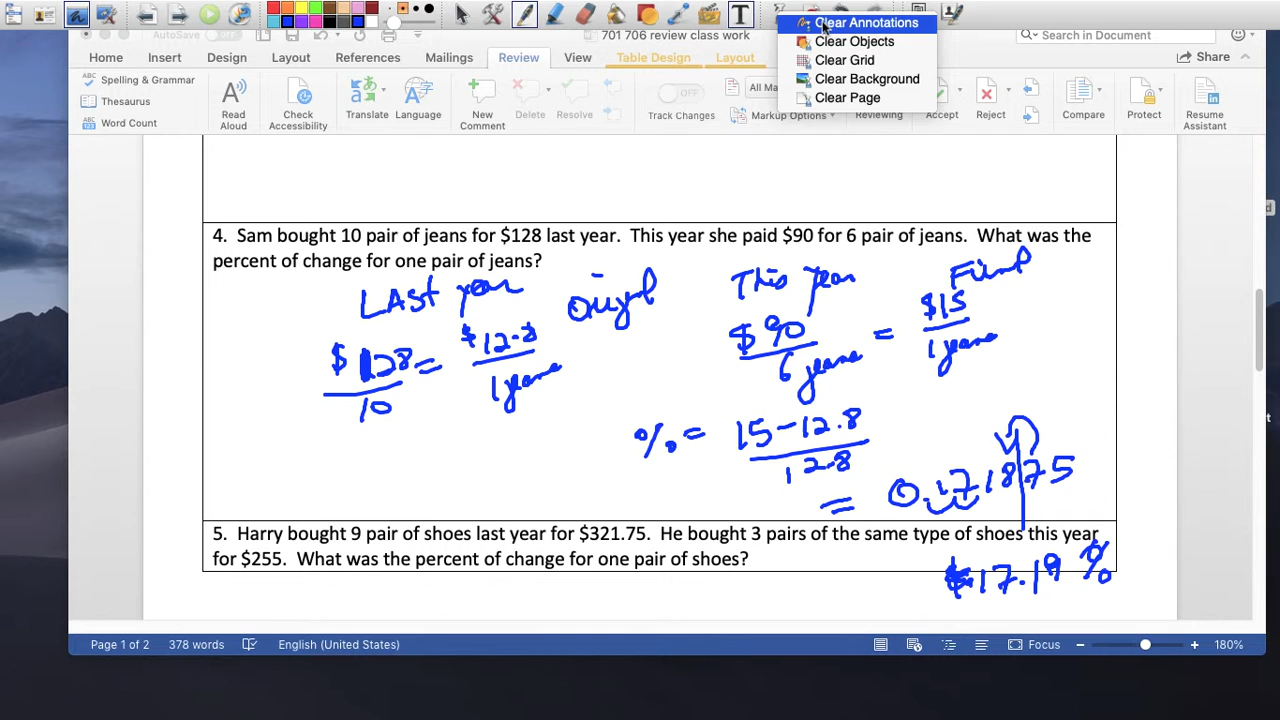 Clear Annotations
Clear Objects
Clear Grid
Clear Background
Clear Page
AutoSave OFF
701 706 review class work
Search in Document
Home Insert Design Layout References Review View Table Design Layout Share
Spelling & Grammar
Thesaurus
ABC 123 Word Count
Read Aloud
Check Accessibility
Translate
Language
New Comment
Delete
Resolve
OFF
Track Changes
All Ma
Markup Options
Reviewing
Accept
Reject
Compare
Protect
Resume Assistant
4. Sam bought 10 pair of jeans for $128 last year. This year she paid $90 for 6 pair of jeans. What was the
percent of change for one pair of jeans?
LAST year
Original
This year
Final
$128 / 10 = $12.8 / 1 jeans
$90 / 6 jeans = $15 / 1 jeans
% = 15 - 12.8 / 12.8
= 0.171875
17.19 %
5. Harry bought 9 pair of shoes last year for $321.75. He bought 3 pairs of the same type of shoes this year
for $255. What was the percent of change for one pair of shoes?
Page 1 of 2 378 words English (United States) Focus 180%